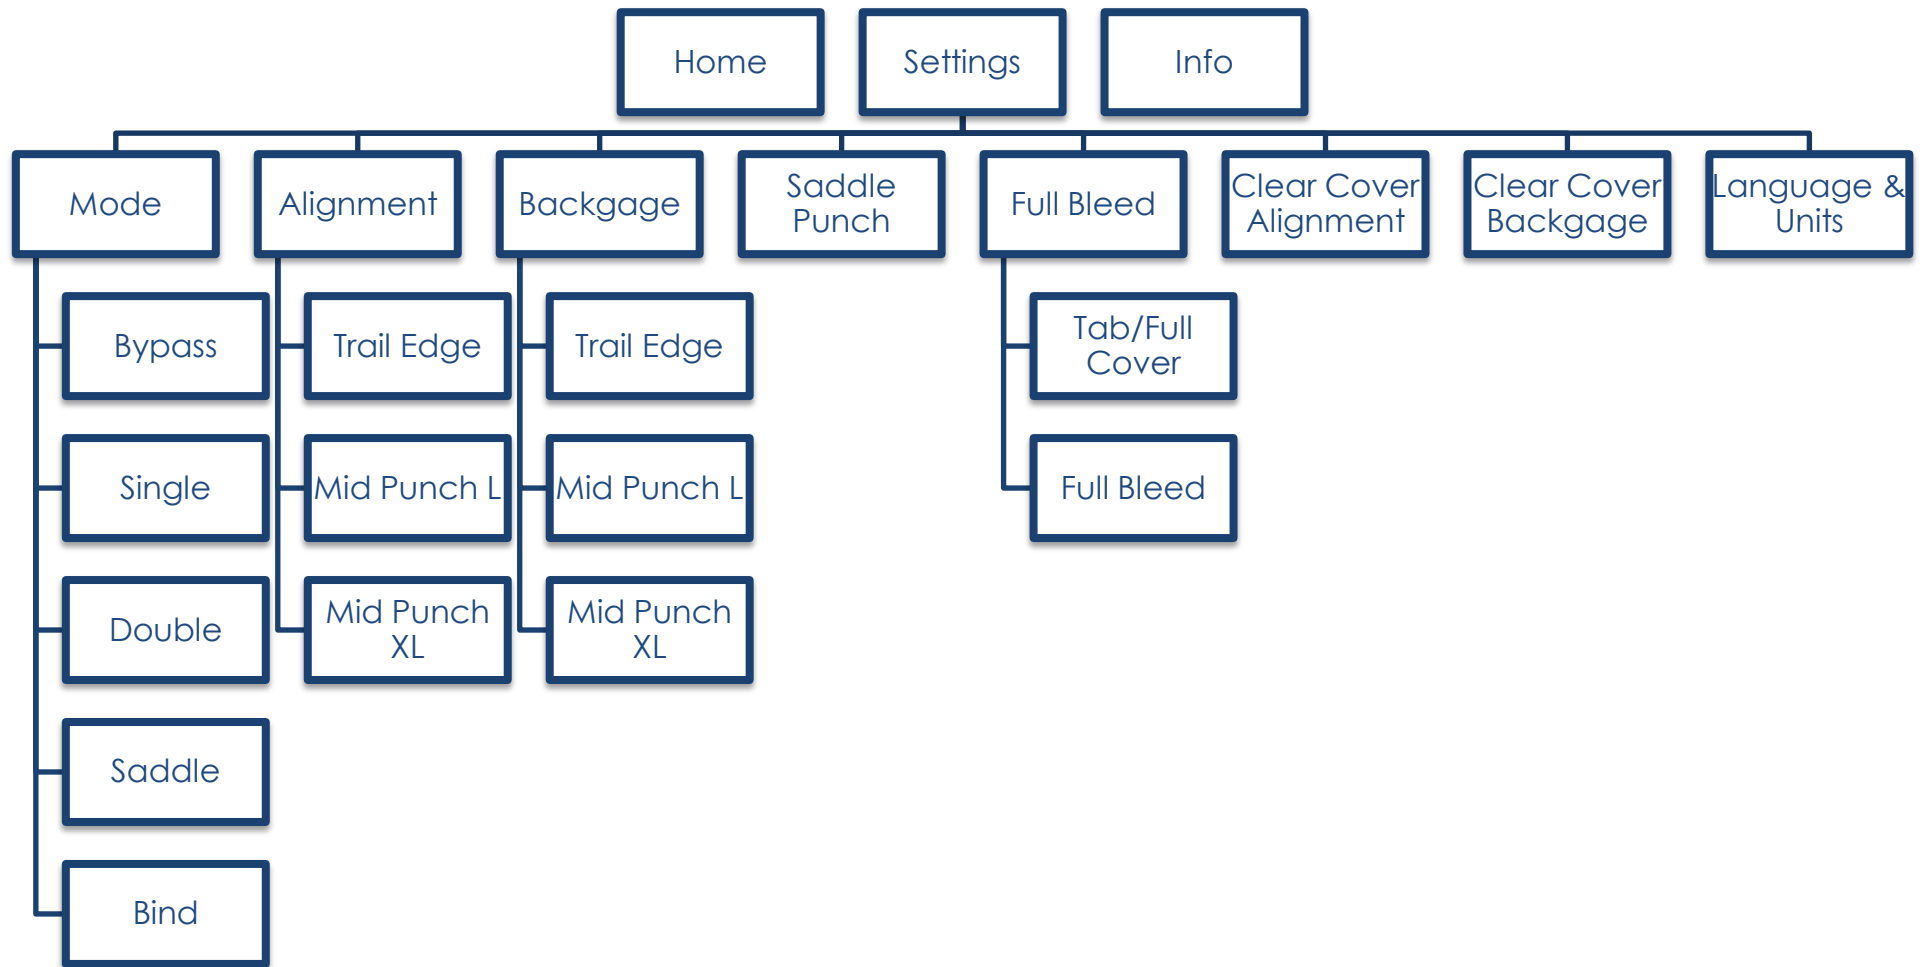 Home
Settings
Info
Mode
Alignment
Backgage
Saddle
Punch
Full Bleed
Clear Cover
Alignment
Clear Cover
Backgage
Language &
Units
Bypass
Trail Edge
Trail Edge
Tab/Full
Cover
Single
Mid Punch L
Mid Punch L
Full Bleed
Double
Mid Punch
XL
Mid Punch
XL
Saddle
Bind